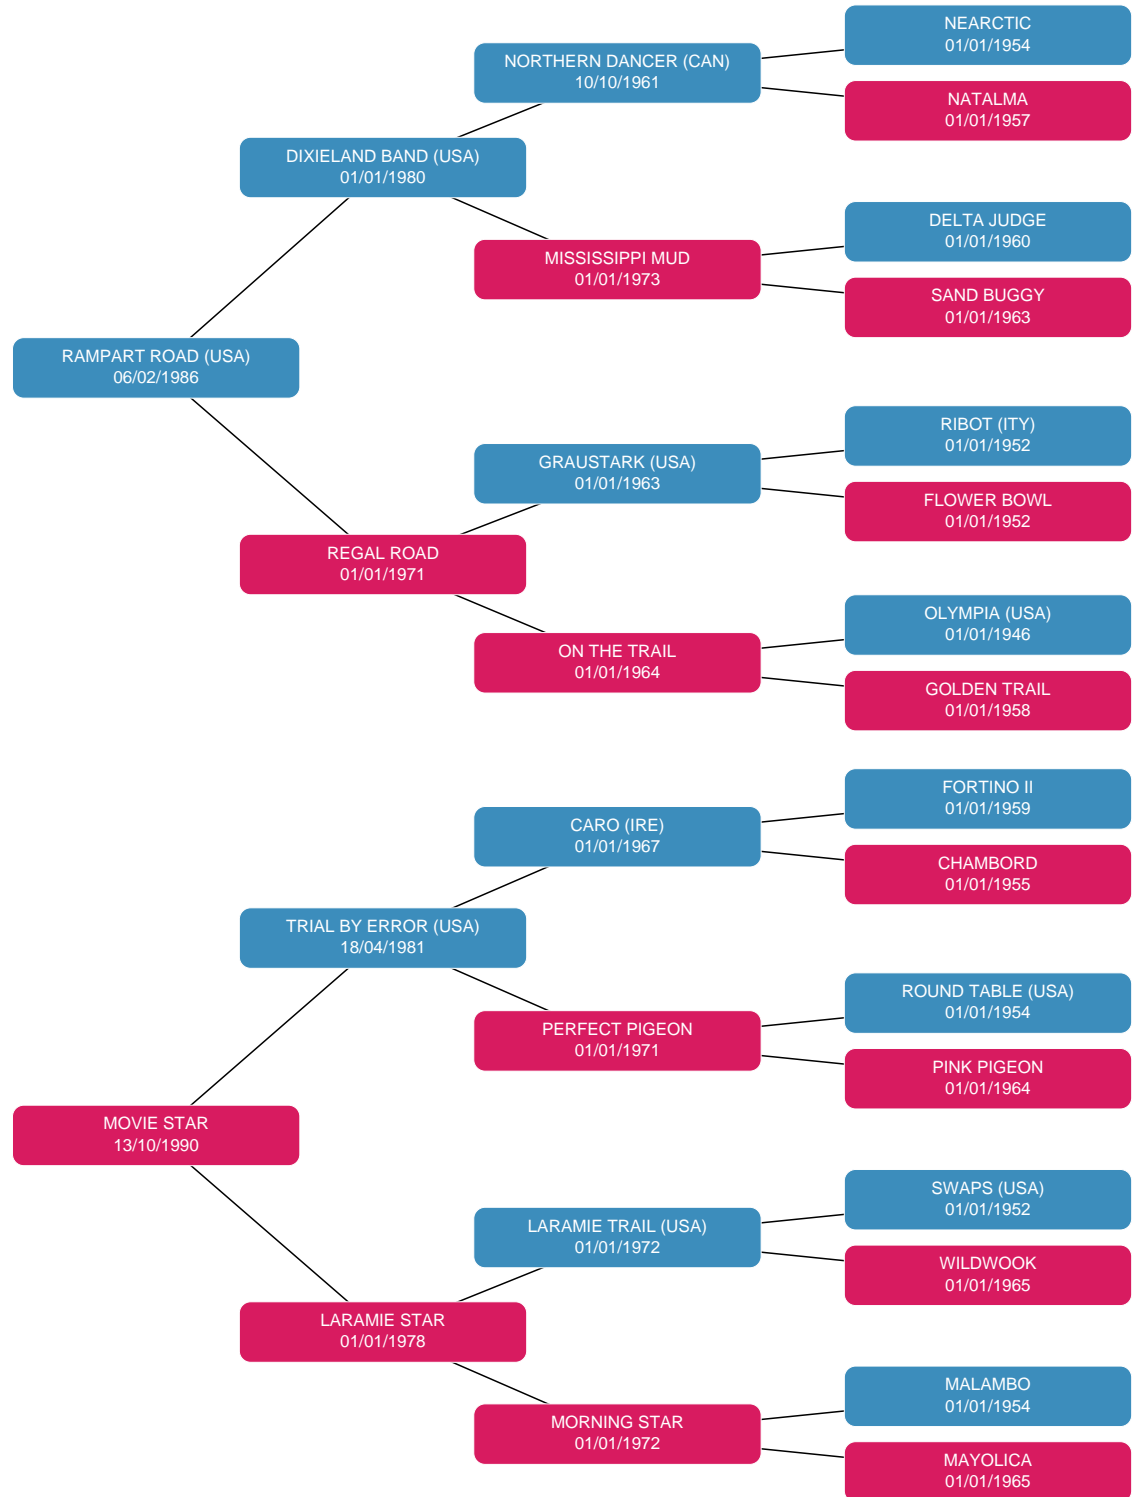 NEARCTIC
01/01/1954
NORTHERN DANCER (CAN)
10/10/1961
NATALMA
01/01/1957
DIXIELAND BAND (USA)
01/01/1980
DELTA JUDGE
01/01/1960
MISSISSIPPI MUD
01/01/1973
SAND BUGGY
01/01/1963
RAMPART ROAD (USA)
06/02/1986
RIBOT (ITY)
01/01/1952
GRAUSTARK (USA)
01/01/1963
FLOWER BOWL
01/01/1952
REGAL ROAD
01/01/1971
OLYMPIA (USA)
01/01/1946
ON THE TRAIL
01/01/1964
GOLDEN TRAIL
01/01/1958
FORTINO II
01/01/1959
CARO (IRE)
01/01/1967
CHAMBORD
01/01/1955
TRIAL BY ERROR (USA)
18/04/1981
ROUND TABLE (USA)
01/01/1954
PERFECT PIGEON
01/01/1971
PINK PIGEON
01/01/1964
MOVIE STAR
13/10/1990
SWAPS (USA)
01/01/1952
LARAMIE TRAIL (USA)
01/01/1972
WILDWOOK
01/01/1965
LARAMIE STAR
01/01/1978
MALAMBO
01/01/1954
MORNING STAR
01/01/1972
MAYOLICA
01/01/1965